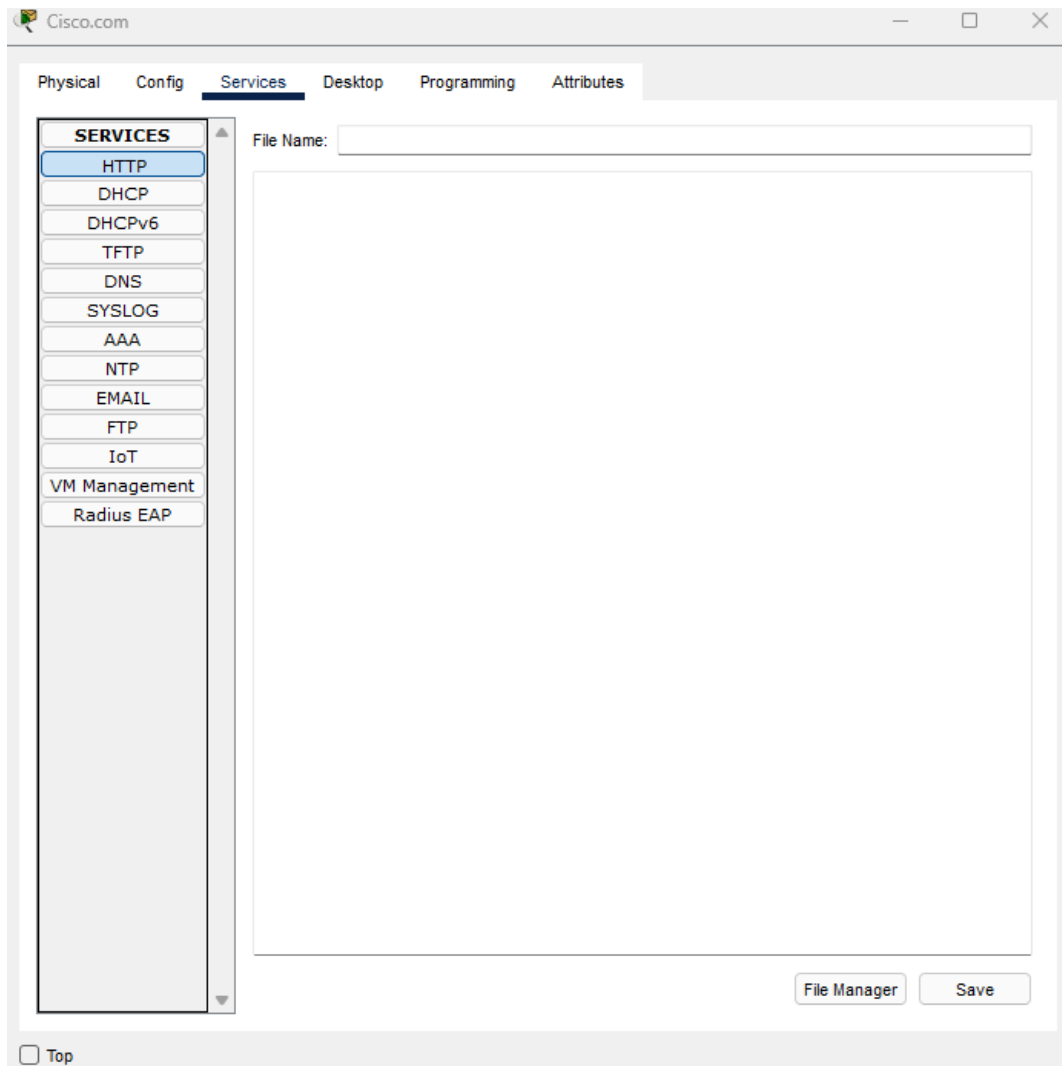 Cisco.com
Physical Config Services Desktop Programming Attributes
SERVICES
HTTP
DHCP
DHCPv6
TFTP
DNS
SYSLOG
AAA
NTP
EMAIL
FTP
IoT
VM Management
Radius EAP
File Name:
File Manager Save
Top